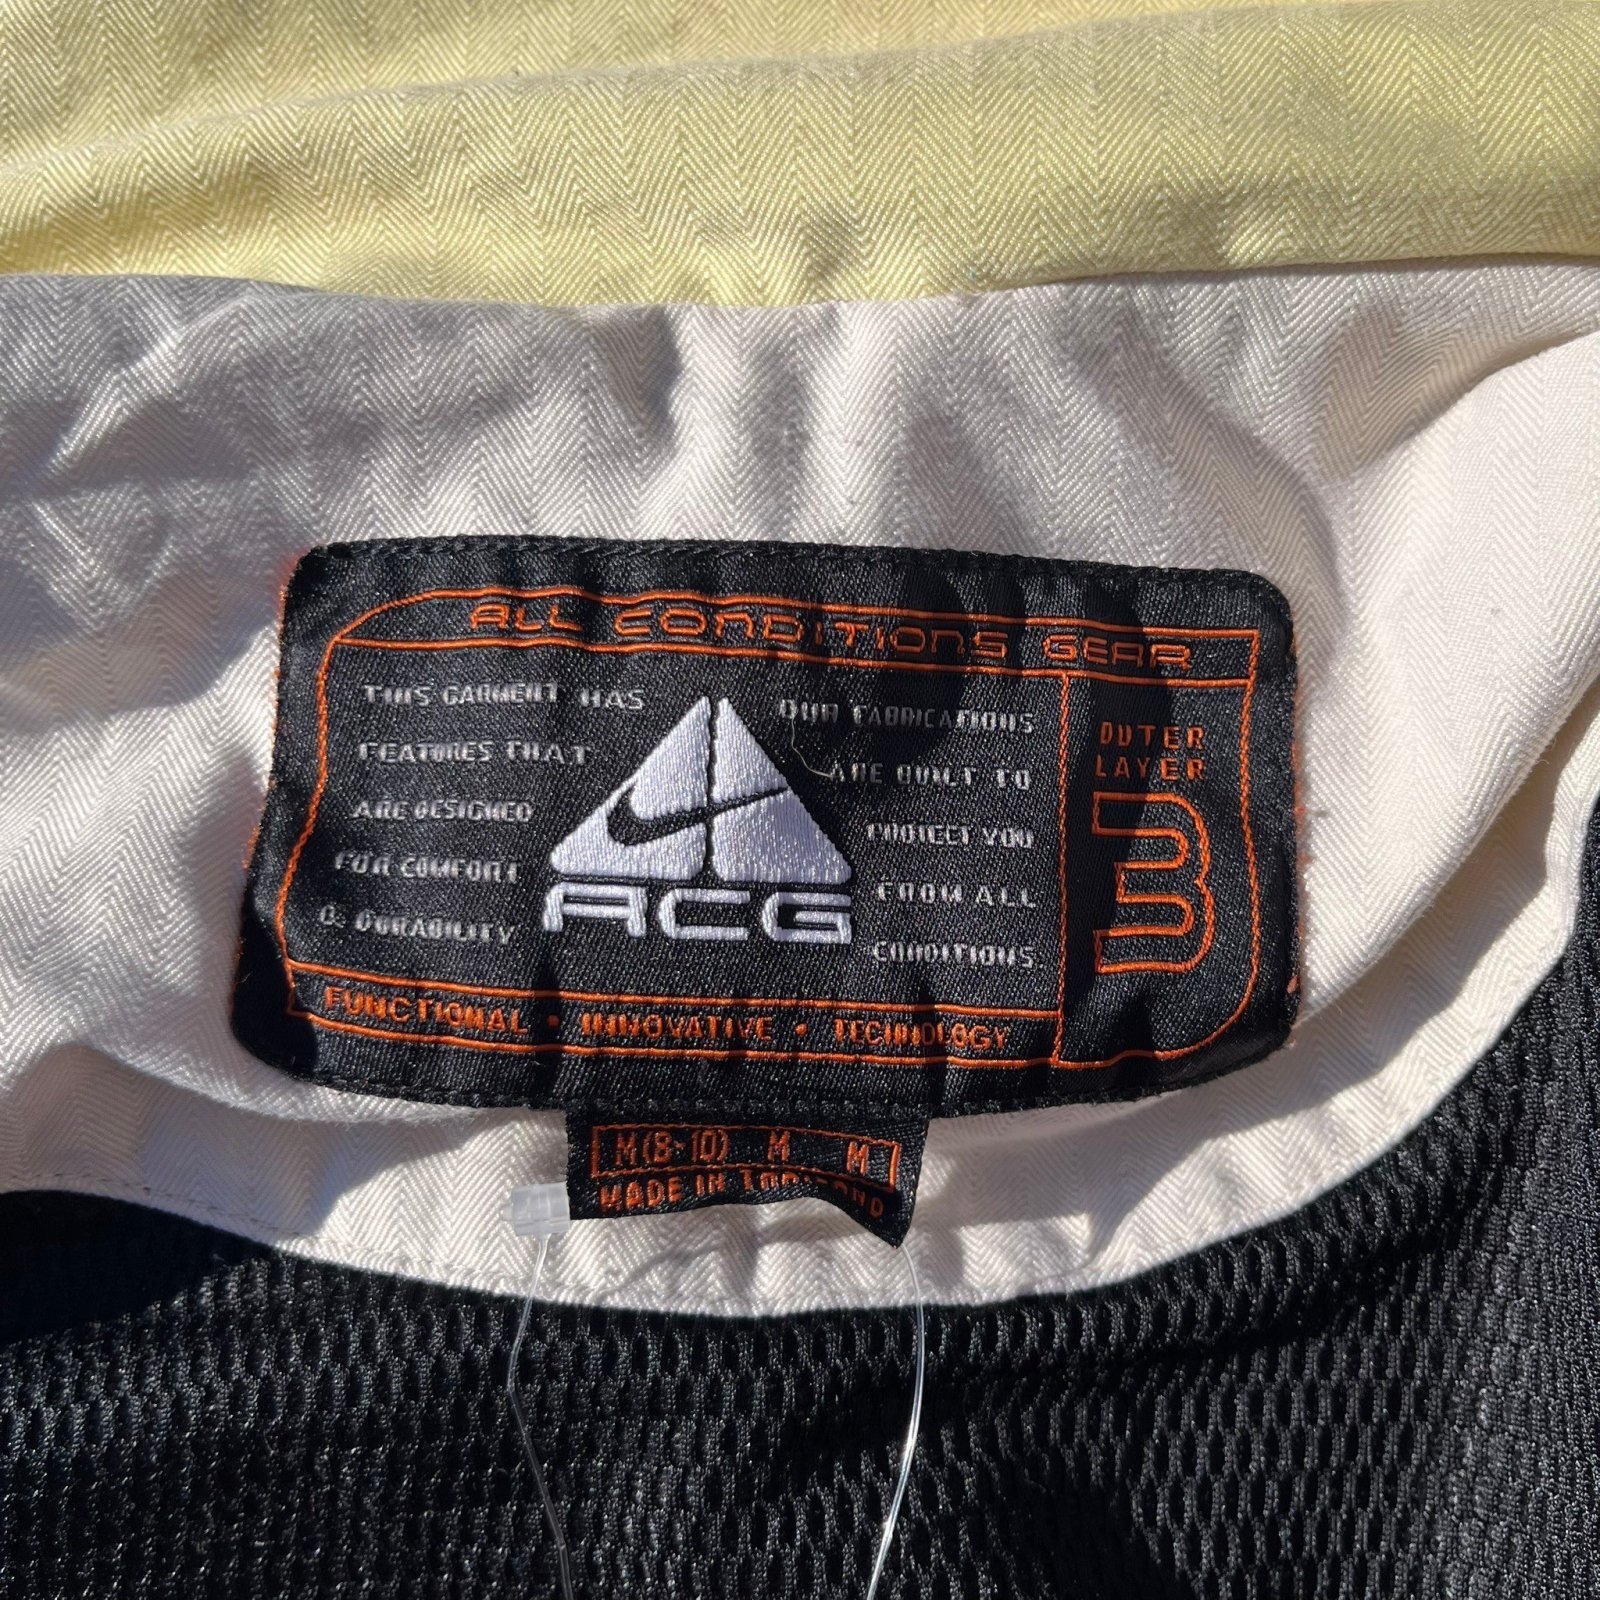 ALL CONDITIONS GEAR
THIS GARMENT HAS
FEATURES THAT
ARE DESIGNED
FOR COMFORT
& DURABILITY
ACG
OUR FABRICATIONS
ARE BUILT TO
PROTECT YOU
FROM ALL
CONDITIONS.
OUTER
LAYER
3
FUNCTIONAL • INNOVATIVE • TECHNOLOGY
M(8-10) M M
MADE IN